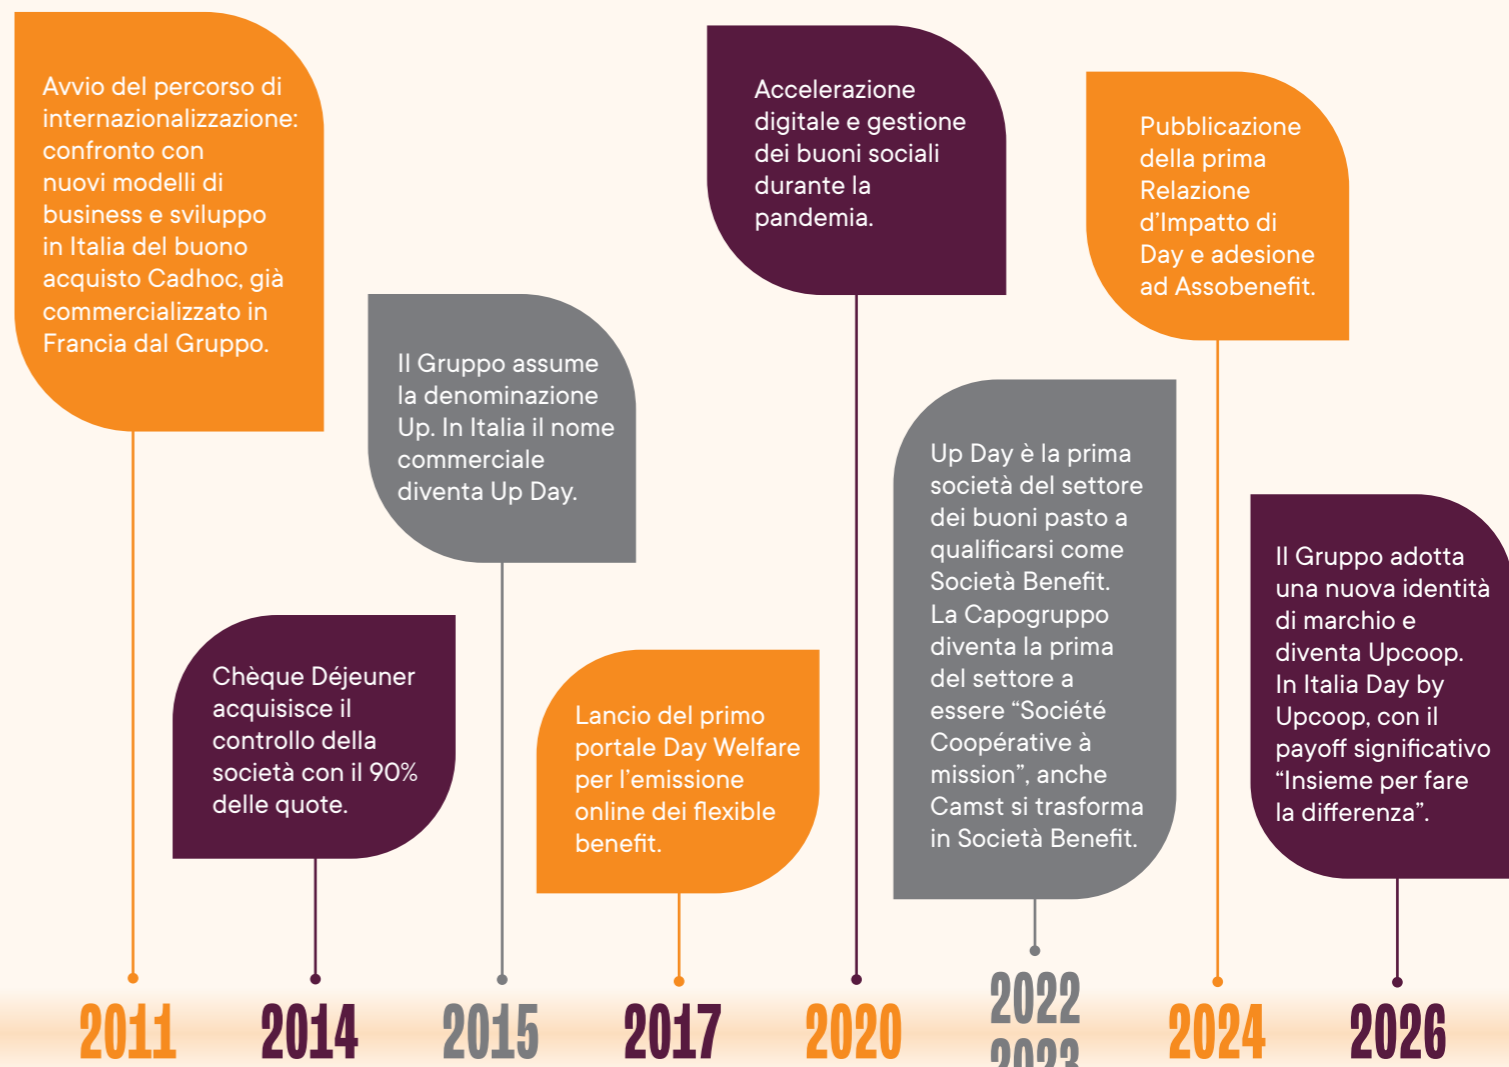 Avvio del percorso di
internazionalizzazione:
confronto con
nuovi modelli di
business e sviluppo
in Italia del buono
acquisto Cadhoc, già
commercializzato in
Francia dal Gruppo.
2011
Chèque Déjeuner
acquisisce il
controllo della
società con il 90%
delle quote.
2014
Il Gruppo assume
la denominazione
Up. In Italia il nome
commerciale
diventa Up Day.
2015
Lancio del primo
portale Day Welfare
per l’emissione
online dei flexible
benefit.
2017
Accelerazione
digitale e gestione
dei buoni sociali
durante la
pandemia.
2020
Up Day è la prima
società del settore
dei buoni pasto a
qualificarsi come
Società Benefit.
La Capogruppo
diventa la prima
del settore a
essere “Société
Coopérative à
mission”, anche
Camst si trasforma
in Società Benefit.
2022
2023
Pubblicazione
della prima
Relazione
d’Impatto di
Day e adesione
ad Assobenefit.
2024
Il Gruppo adotta
una nuova identità
di marchio e
diventa Upcoop.
In Italia Day by
Upcoop, con il
payoff significativo
“Insieme per fare
la differenza”.
2026